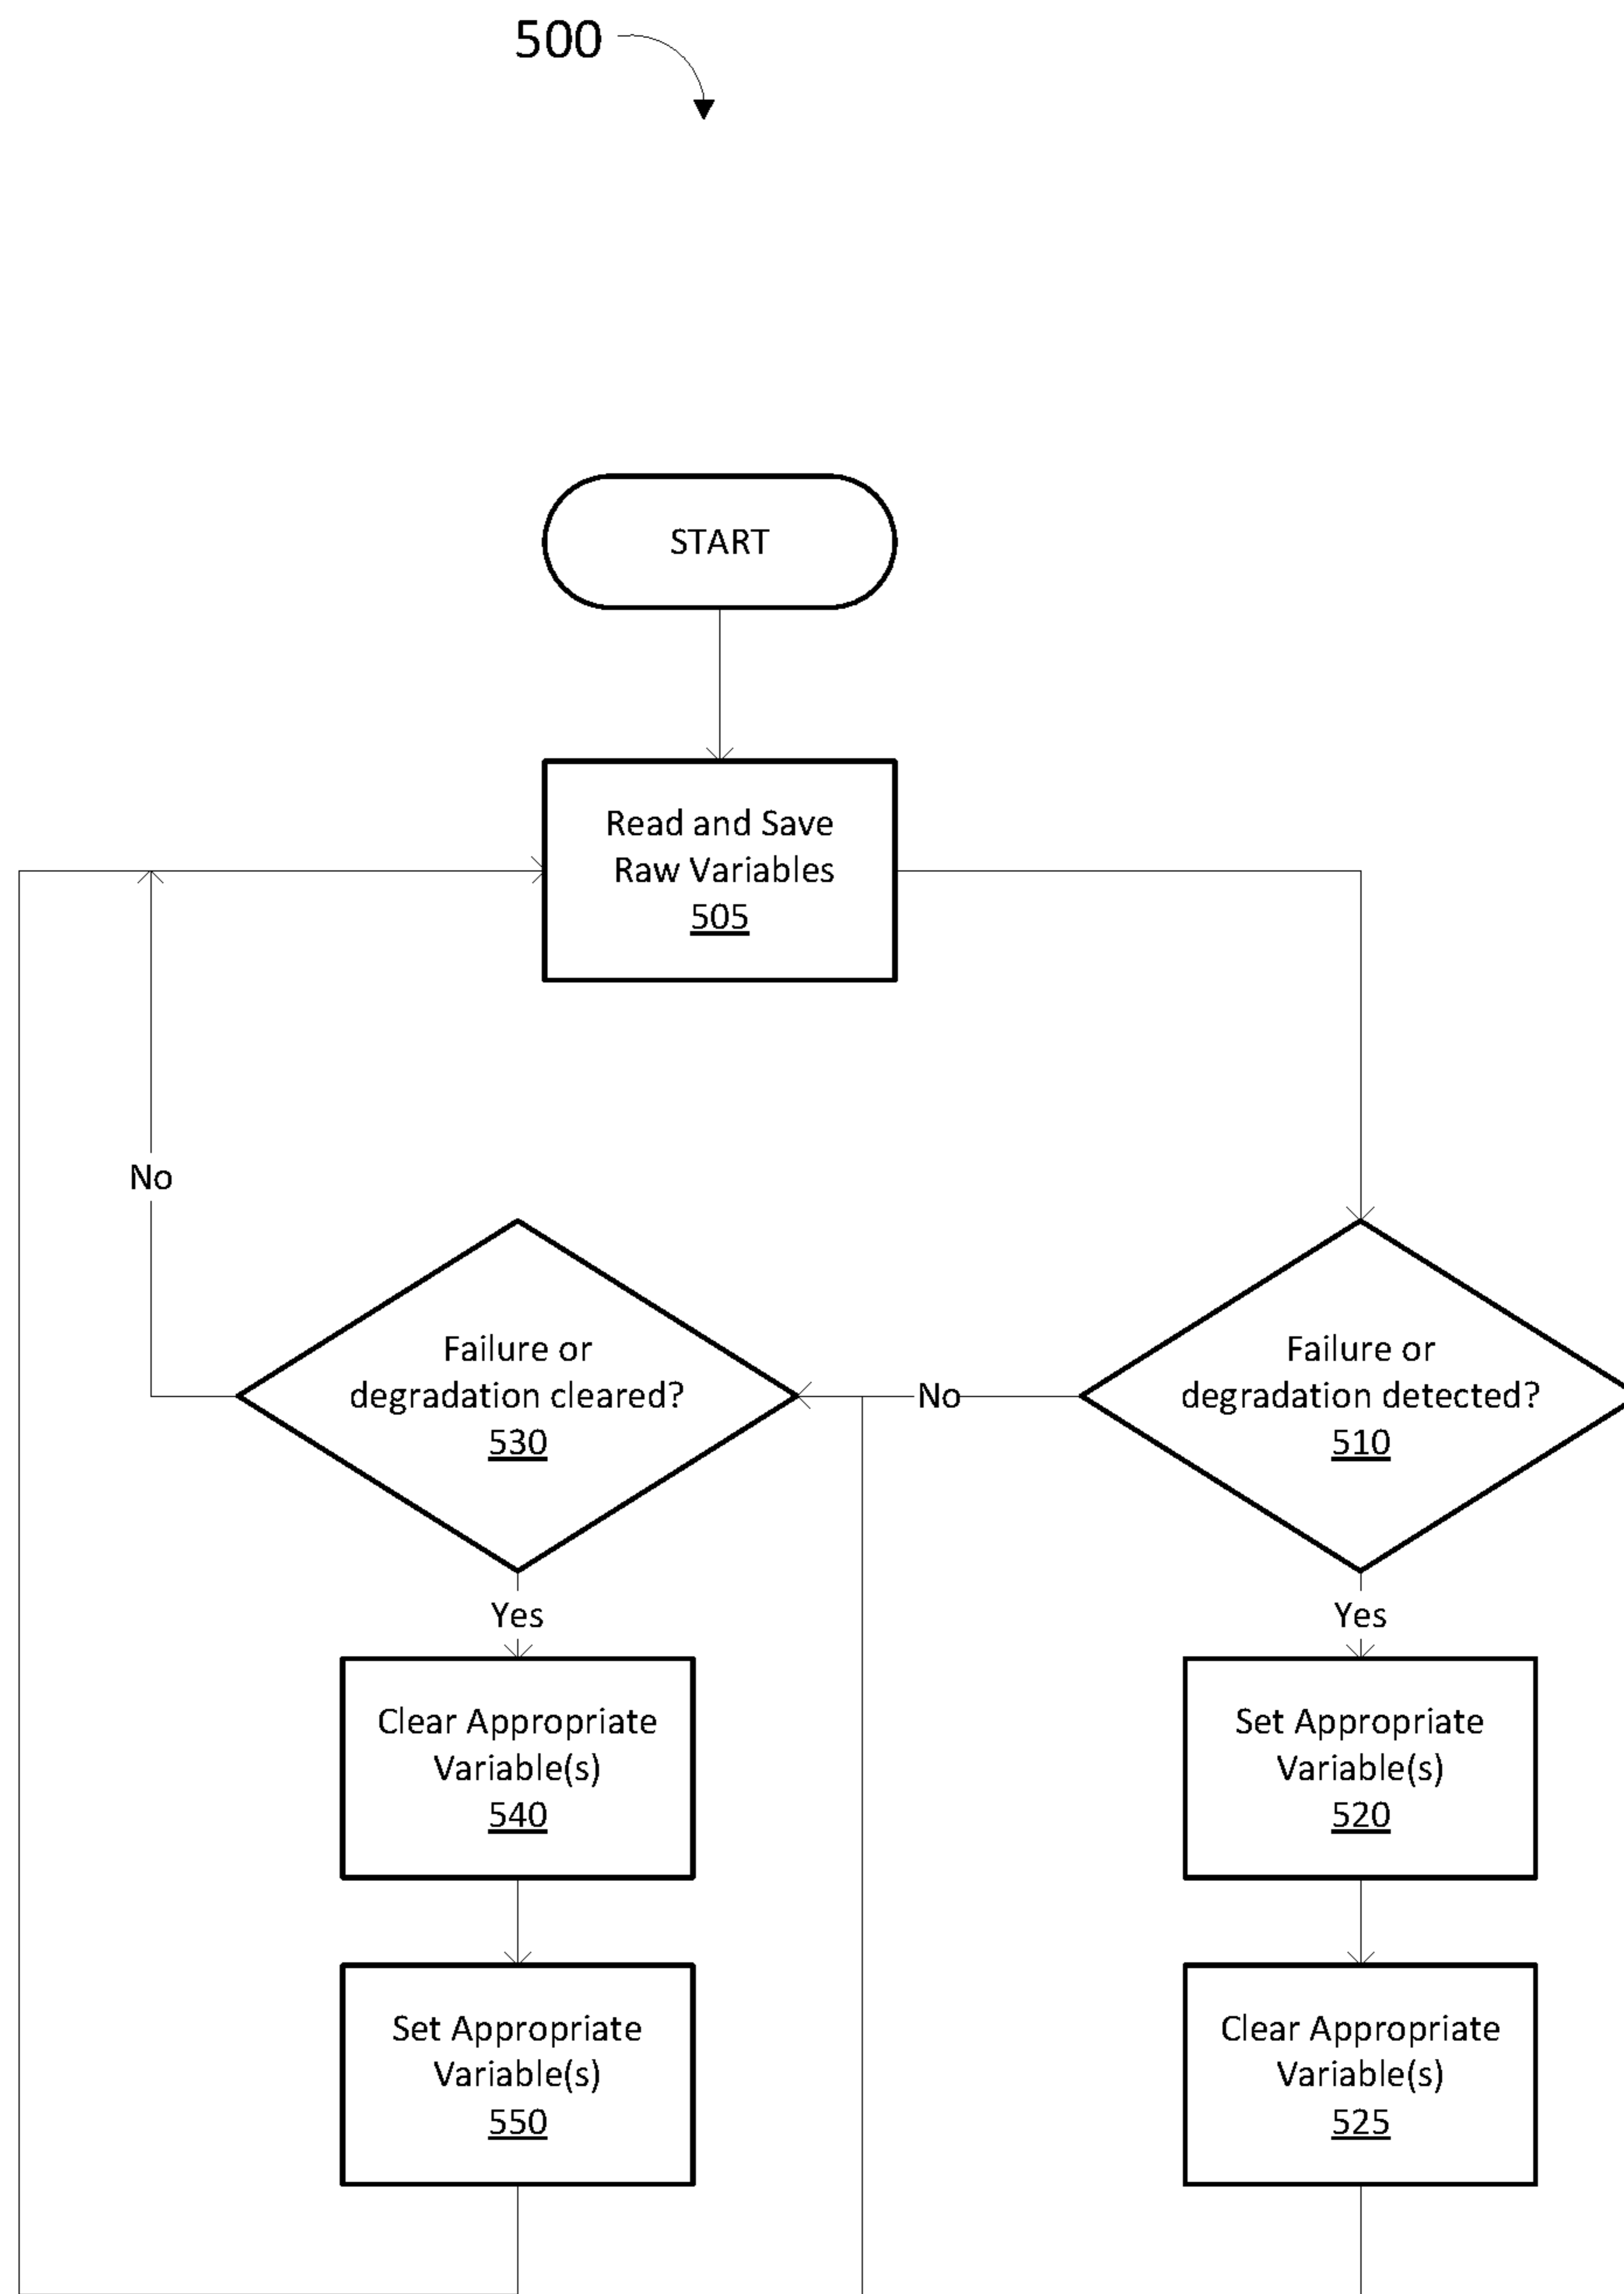 500
START
Read and Save
Raw Variables
505
No
Failure or
degradation cleared?
530
No
Failure or
degradation detected?
510
Yes
Yes
Clear Appropriate
Variable(s)
540
Set Appropriate
Variable(s)
520
Set Appropriate
Variable(s)
550
Clear Appropriate
Variable(s)
525